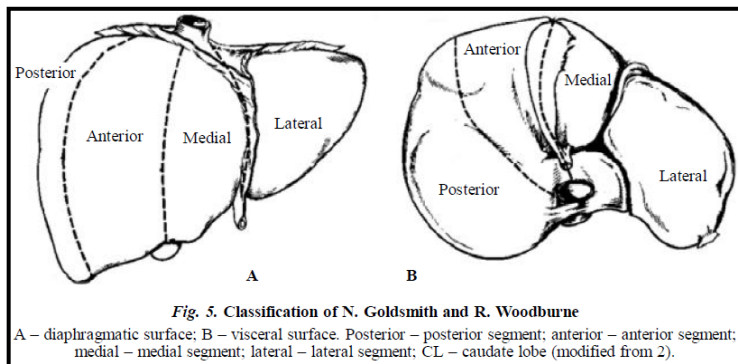 Posterior
Anterior
Medial
Lateral
A
Anterior
Medial
Posterior
Lateral
B
Fig. 5. Classification of N. Goldsmith and R. Woodburne
A – diaphragmatic surface; B – visceral surface. Posterior – posterior segment; anterior – anterior segment;
medial – medial segment; lateral – lateral segment; CL – caudate lobe (modified from 2).